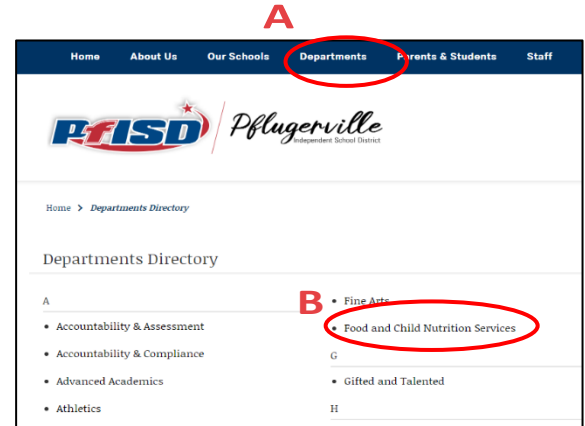 A
Home About Us Our Schools Departments Parents & Students Staff
PfISD Pflugerville
Independent School District
Home > Departments Directory
Departments Directory
A
• Accountability & Assessment
• Accountability & Compliance
• Advanced Academics
• Athletics
B
• Fine Arts
• Food and Child Nutrition Services
G
• Gifted and Talented
H